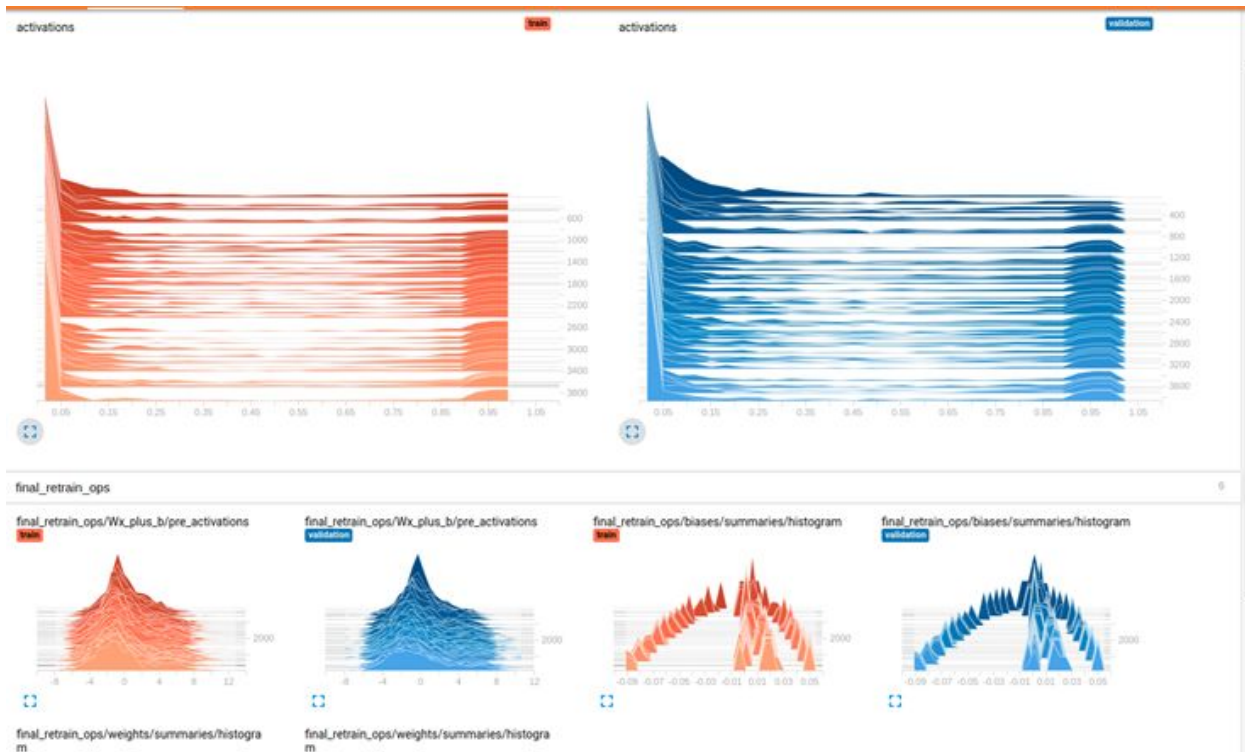 activations
train
activations
validation
600
1000
1400
1800
2200
2600
3000
3400
3800
0.05 0.15 0.25 0.35 0.45 0.55 0.65 0.75 0.85 0.95 1.05
400
800
1200
1600
2000
2400
2800
3200
3600
0.05 0.15 0.25 0.35 0.45 0.55 0.65 0.75 0.85 0.95 1.05
final_retrain_ops
6
final_retrain_ops/Wx_plus_b/pre_activations
train
2000
-8 -4 0 4 8 12
final_retrain_ops/Wx_plus_b/pre_activations
validation
2000
-8 -4 0 4 8 12
final_retrain_ops/biases/summaries/histogram
train
2000
-0.09 -0.07 -0.05 -0.03 -0.01 0.01 0.03 0.05
final_retrain_ops/biases/summaries/histogram
validation
2000
-0.09 -0.07 -0.05 -0.03 -0.01 0.01 0.03 0.05
final_retrain_ops/weights/summaries/histogra
m
final_retrain_ops/weights/summaries/histogra
m